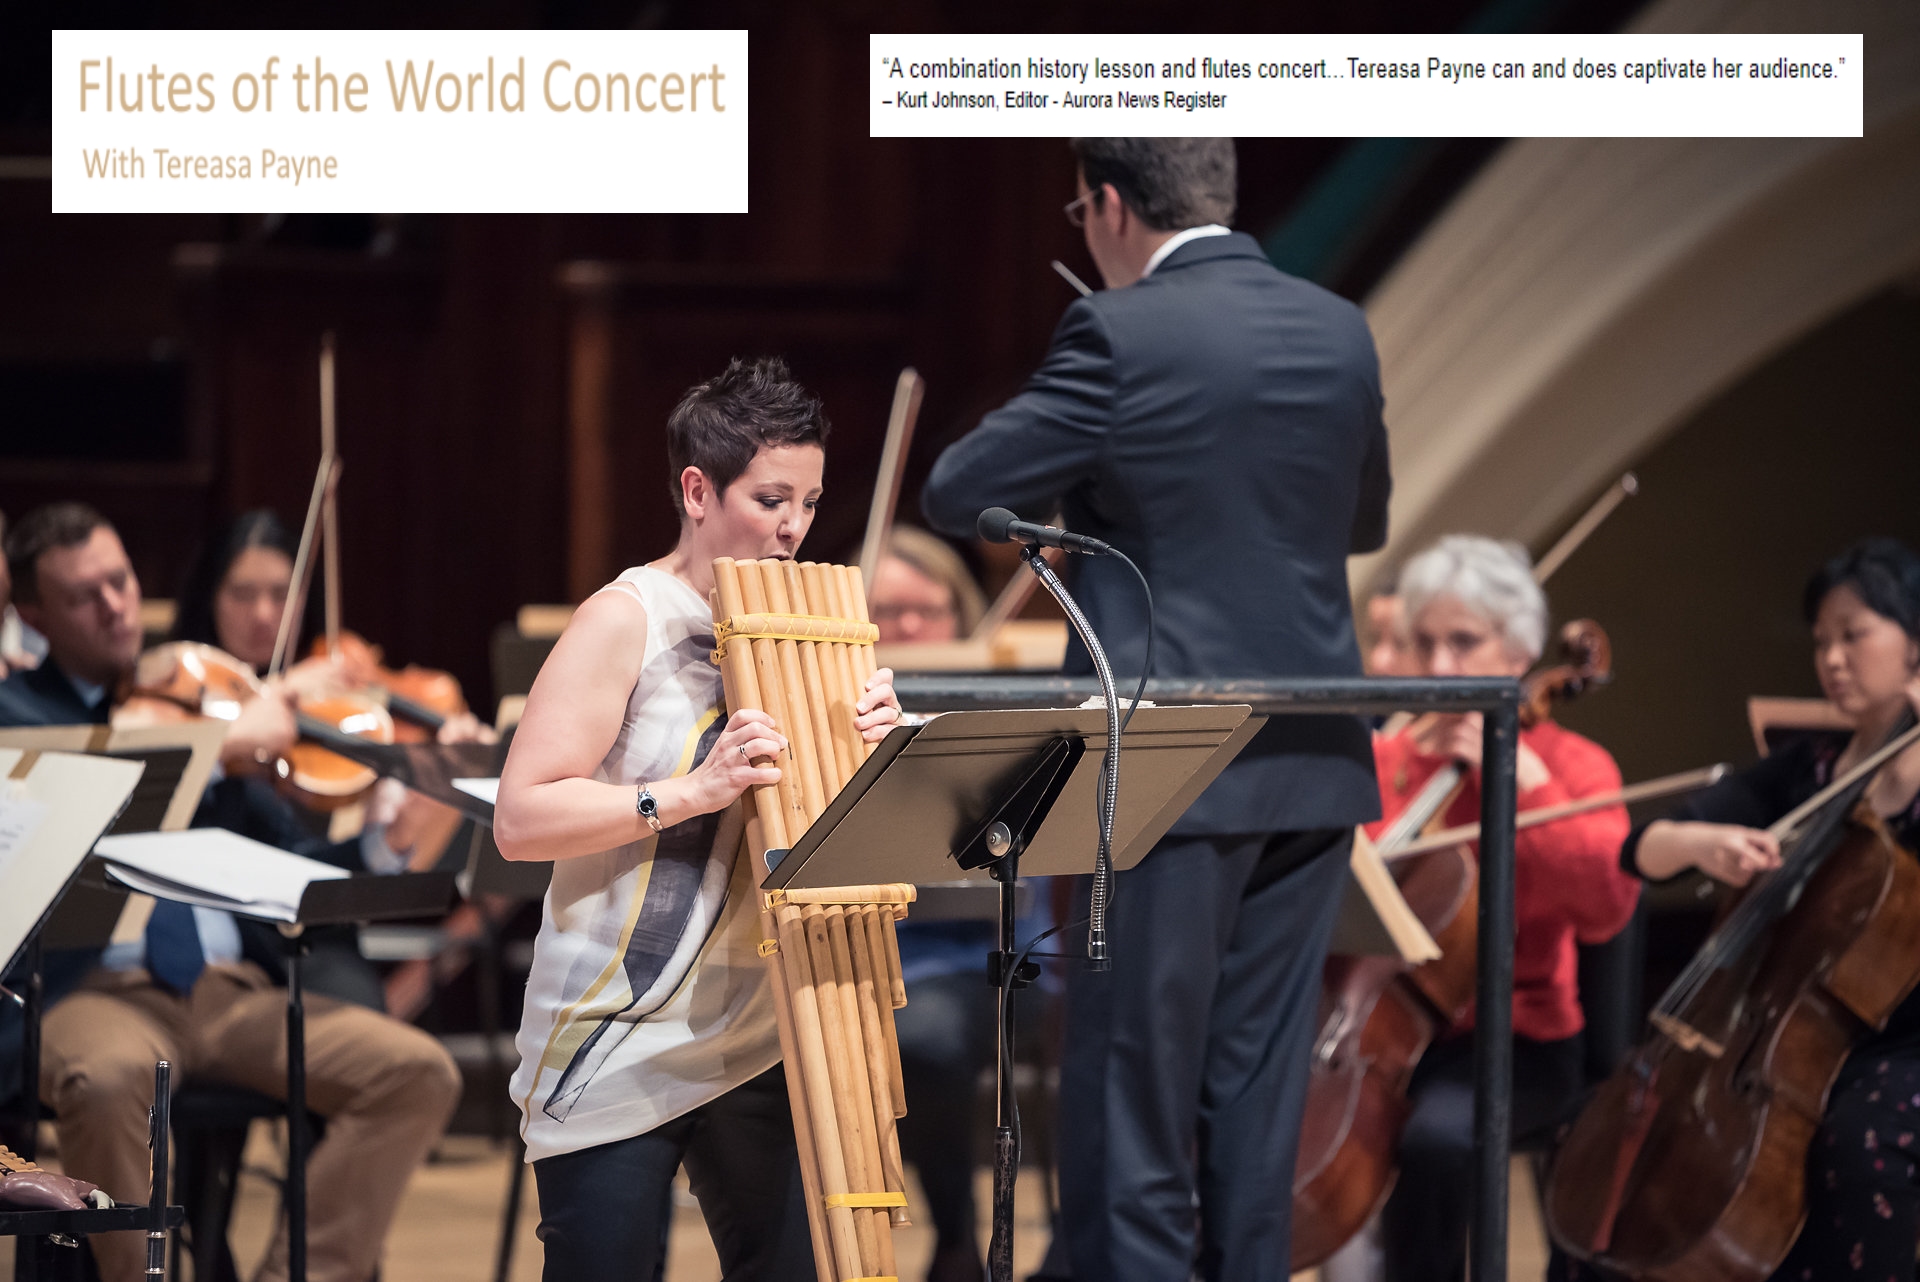 Flutes of the World Concert
With Tereasa Payne
“A combination history lesson and flutes concert...Tereasa Payne can and does captivate her audience.”
– Kurt Johnson, Editor - Aurora News Register